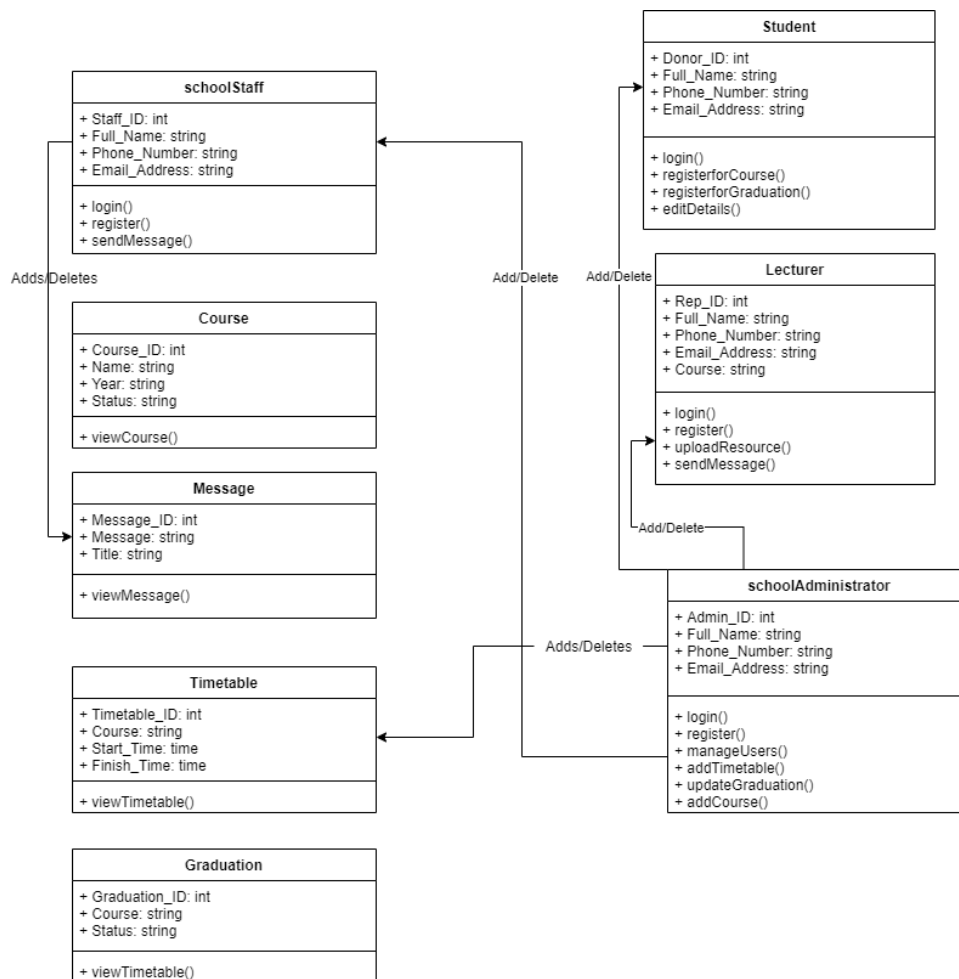 Student
+ Donor_ID: int
+ Full_Name: string
+ Phone_Number: string
+ Email_Address: string
+ login()
+ registerforCourse()
+ registerforGraduation()
+ editDetails()
schoolStaff
+ Staff_ID: int
+ Full_Name: string
+ Phone_Number: string
+ Email_Address: string
+ login()
+ register()
+ sendMessage()
Adds/Deletes
Add/Delete
Add/Delete
Lecturer
+ Rep_ID: int
+ Full_Name: string
+ Phone_Number: string
+ Email_Address: string
+ Course: string
+ login()
+ register()
+ uploadResource()
+ sendMessage()
Course
+ Course_ID: int
+ Name: string
+ Year: string
+ Status: string
+ viewCourse()
Message
+ Message_ID: int
+ Message: string
+ Title: string
+ viewMessage()
Add/Delete
schoolAdministrator
+ Admin_ID: int
+ Full_Name: string
+ Phone_Number: string
+ Email_Address: string
+ login()
+ register()
+ manageUsers()
+ addTimetable()
+ updateGraduation()
+ addCourse()
Adds/Deletes
Timetable
+ Timetable_ID: int
+ Course: string
+ Start_Time: time
+ Finish_Time: time
+ viewTimetable()
Graduation
+ Graduation_ID: int
+ Course: string
+ Status: string
+ viewTimetable()